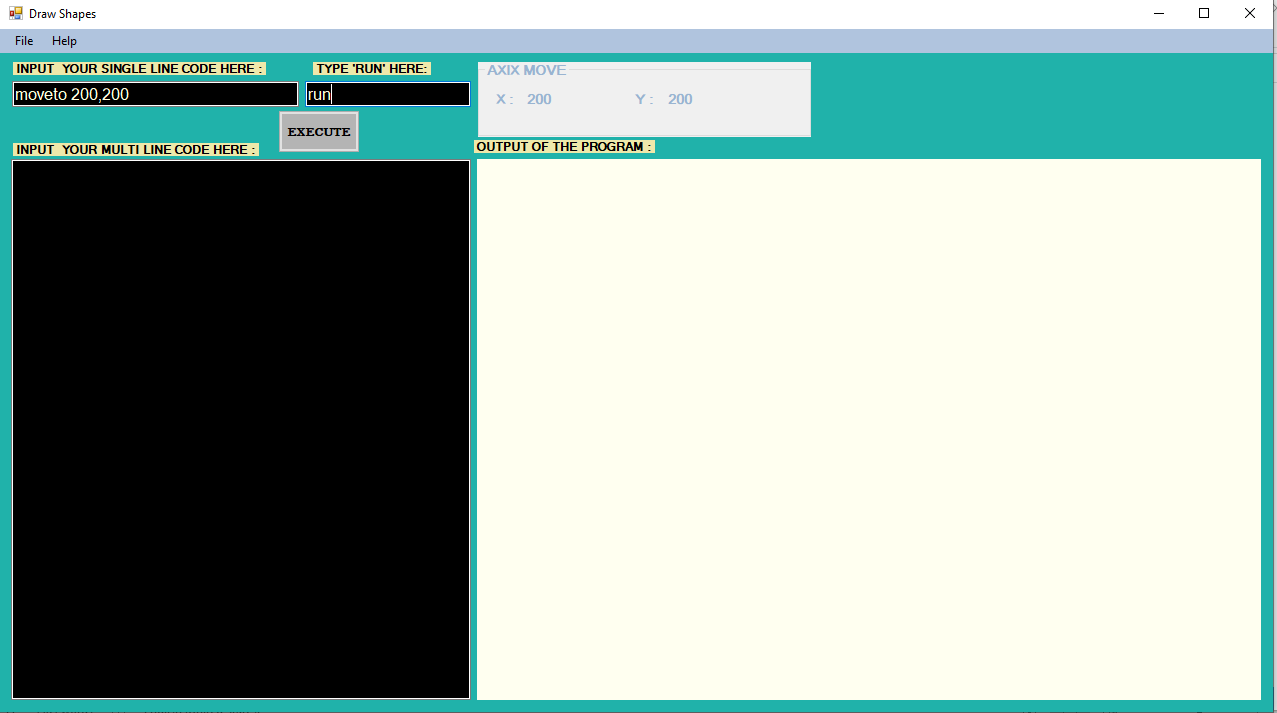 Draw Shapes
File Help
INPUT YOUR SINGLE LINE CODE HERE :
TYPE 'RUN' HERE:
moveto 200,200
run
EXECUTE
AXIX MOVE
X : 200 Y : 200
INPUT YOUR MULTI LINE CODE HERE :
OUTPUT OF THE PROGRAM :